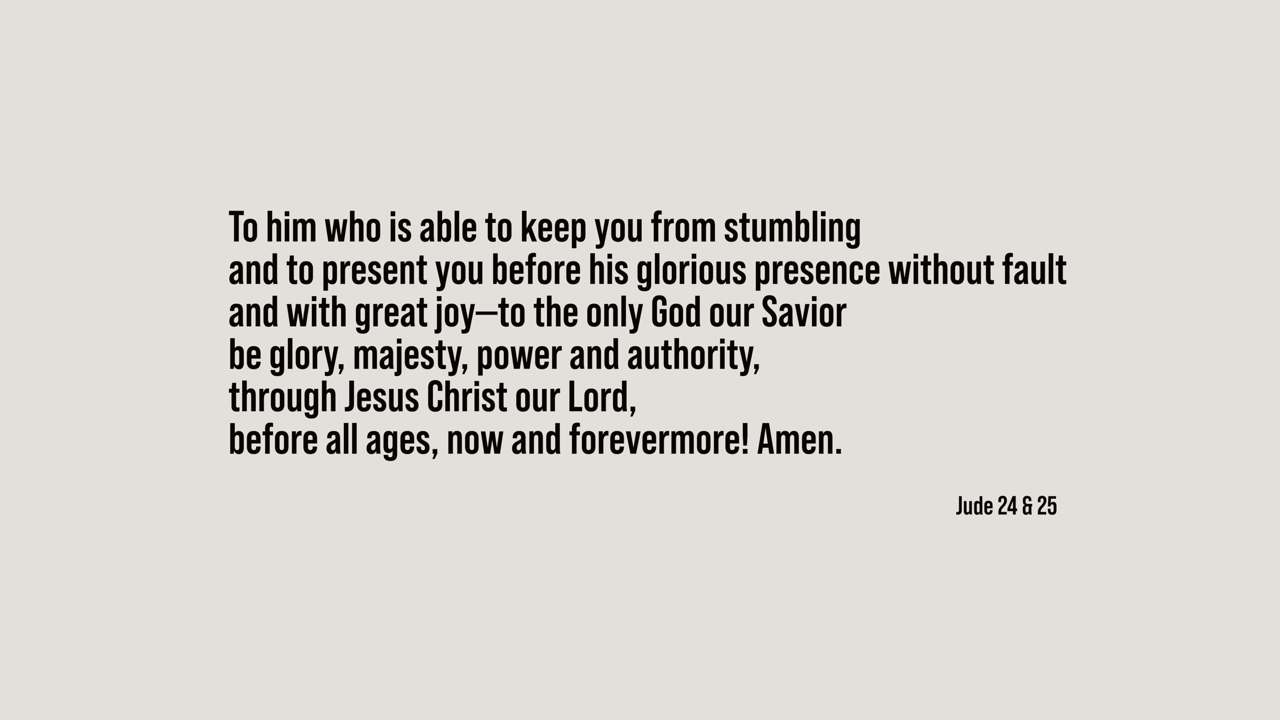 To him who is able to keep you from stumbling
and to present you before his glorious presence without fault
and with great joy—to the only God our Savior
be glory, majesty, power and authority,
through Jesus Christ our Lord,
before all ages, now and forevermore! Amen.
Jude 24 & 25